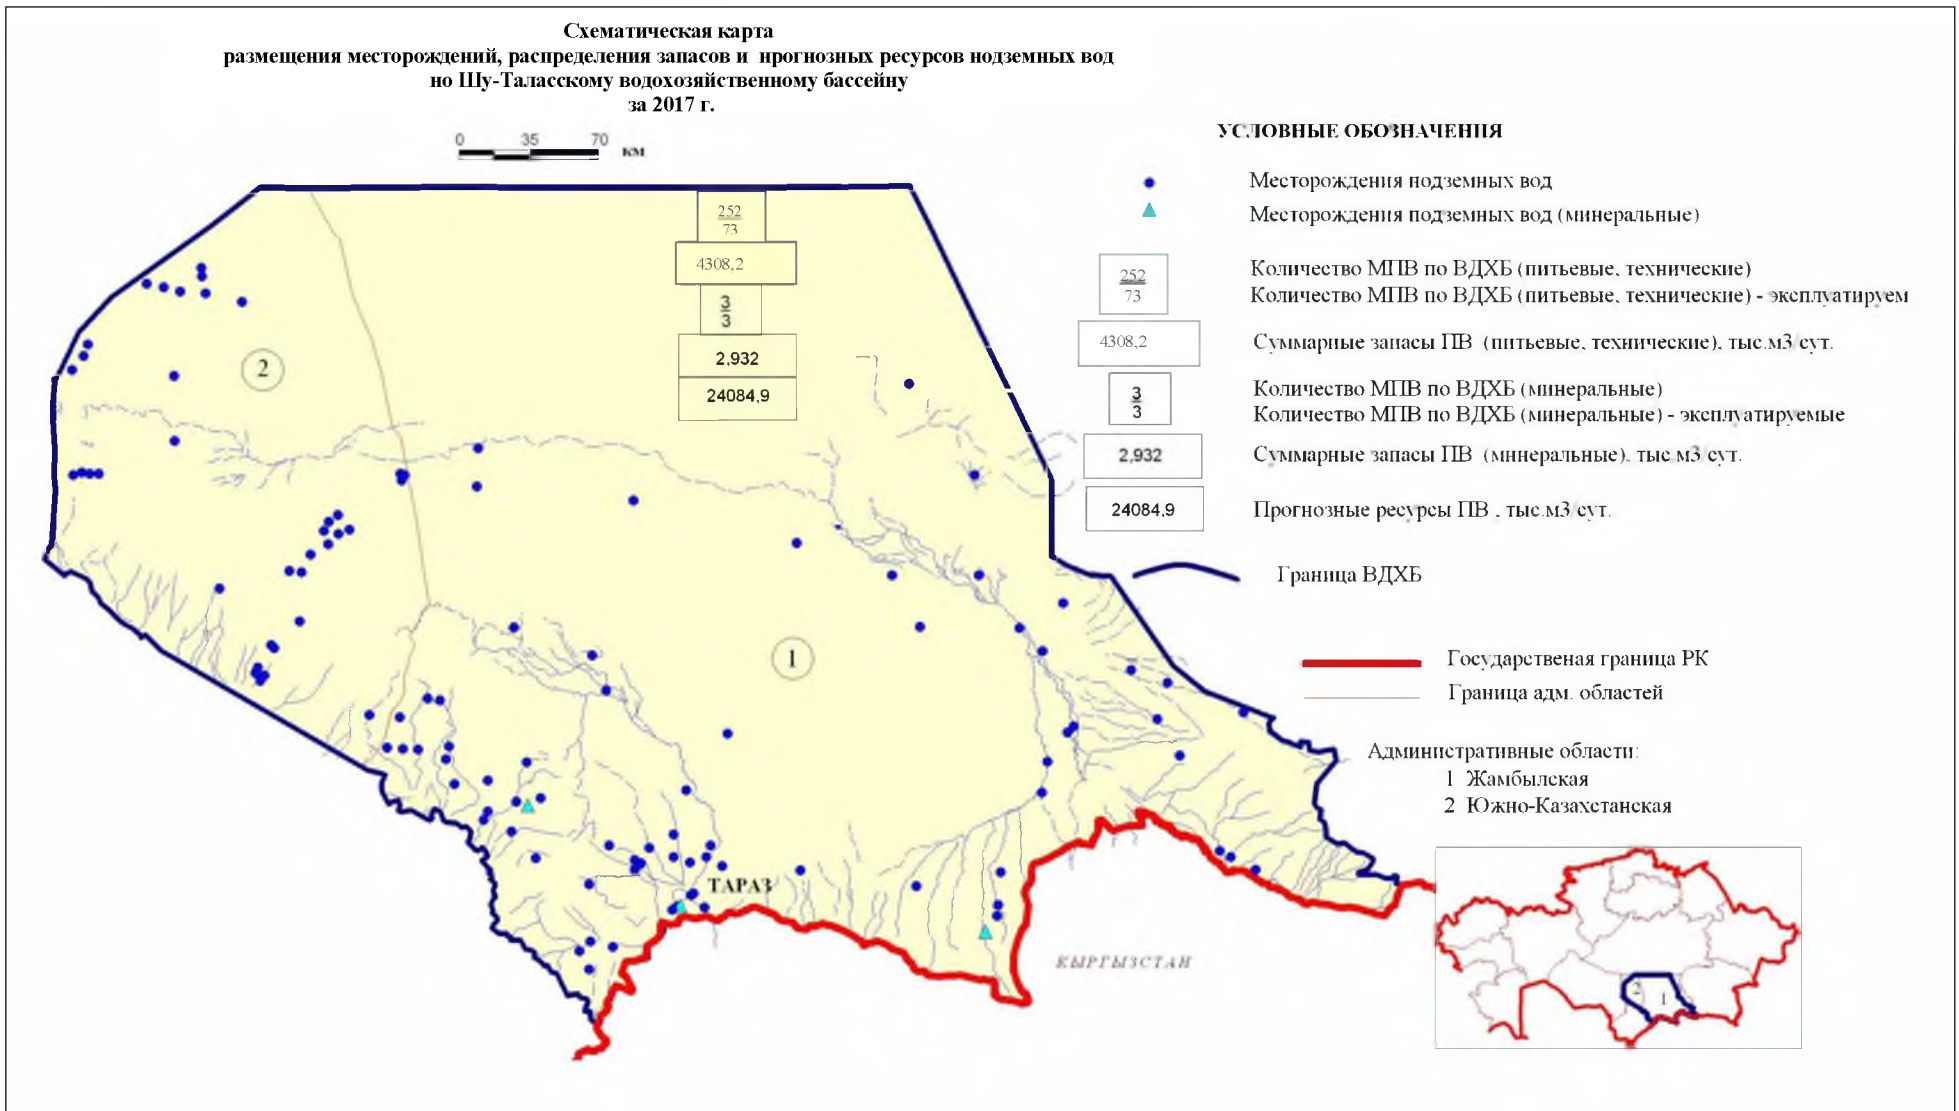 Схематическая карта
размещения месторождений, распределения запасов и нрогнозных ресурсов нодземных вод
но Шу-Таласскому водохозяйственному бассейну
за 2017 г.
0 35 70
км
УСЛОВНЫЕ ОБОЗНАЧЕНИЯ
Месторождения подземных вод
Месторождения подземных вод (минеральные)
252
73
Количество МПВ по ВДХБ (питьевые, технические)
Количество МПВ по ВДХБ (питьевые, технические) - эксплуатируем
4308,2
Суммарные запасы ПВ (питьевые, технические), тыс.м3/сут.
3
3
Количество МПВ по ВДХБ (минеральные)
Количество МПВ по ВДХБ (минеральные) - эксплуатируемые
2,932
Суммарные запасы ПВ (минеральные), тыс м3/сут.
24084,9
Прогнозные ресурсы ПВ , тыс.м3/сут.
Граница ВДХБ
Государственая граница РК
Граница адм. областей
Административные области:
1 Жамбылская
2 Южно-Казахстанская
252
73
4308,2
3
3
2,932
24084,9
2
1
ТАРАЗ
КЫРГЫЗСТАН
2
1